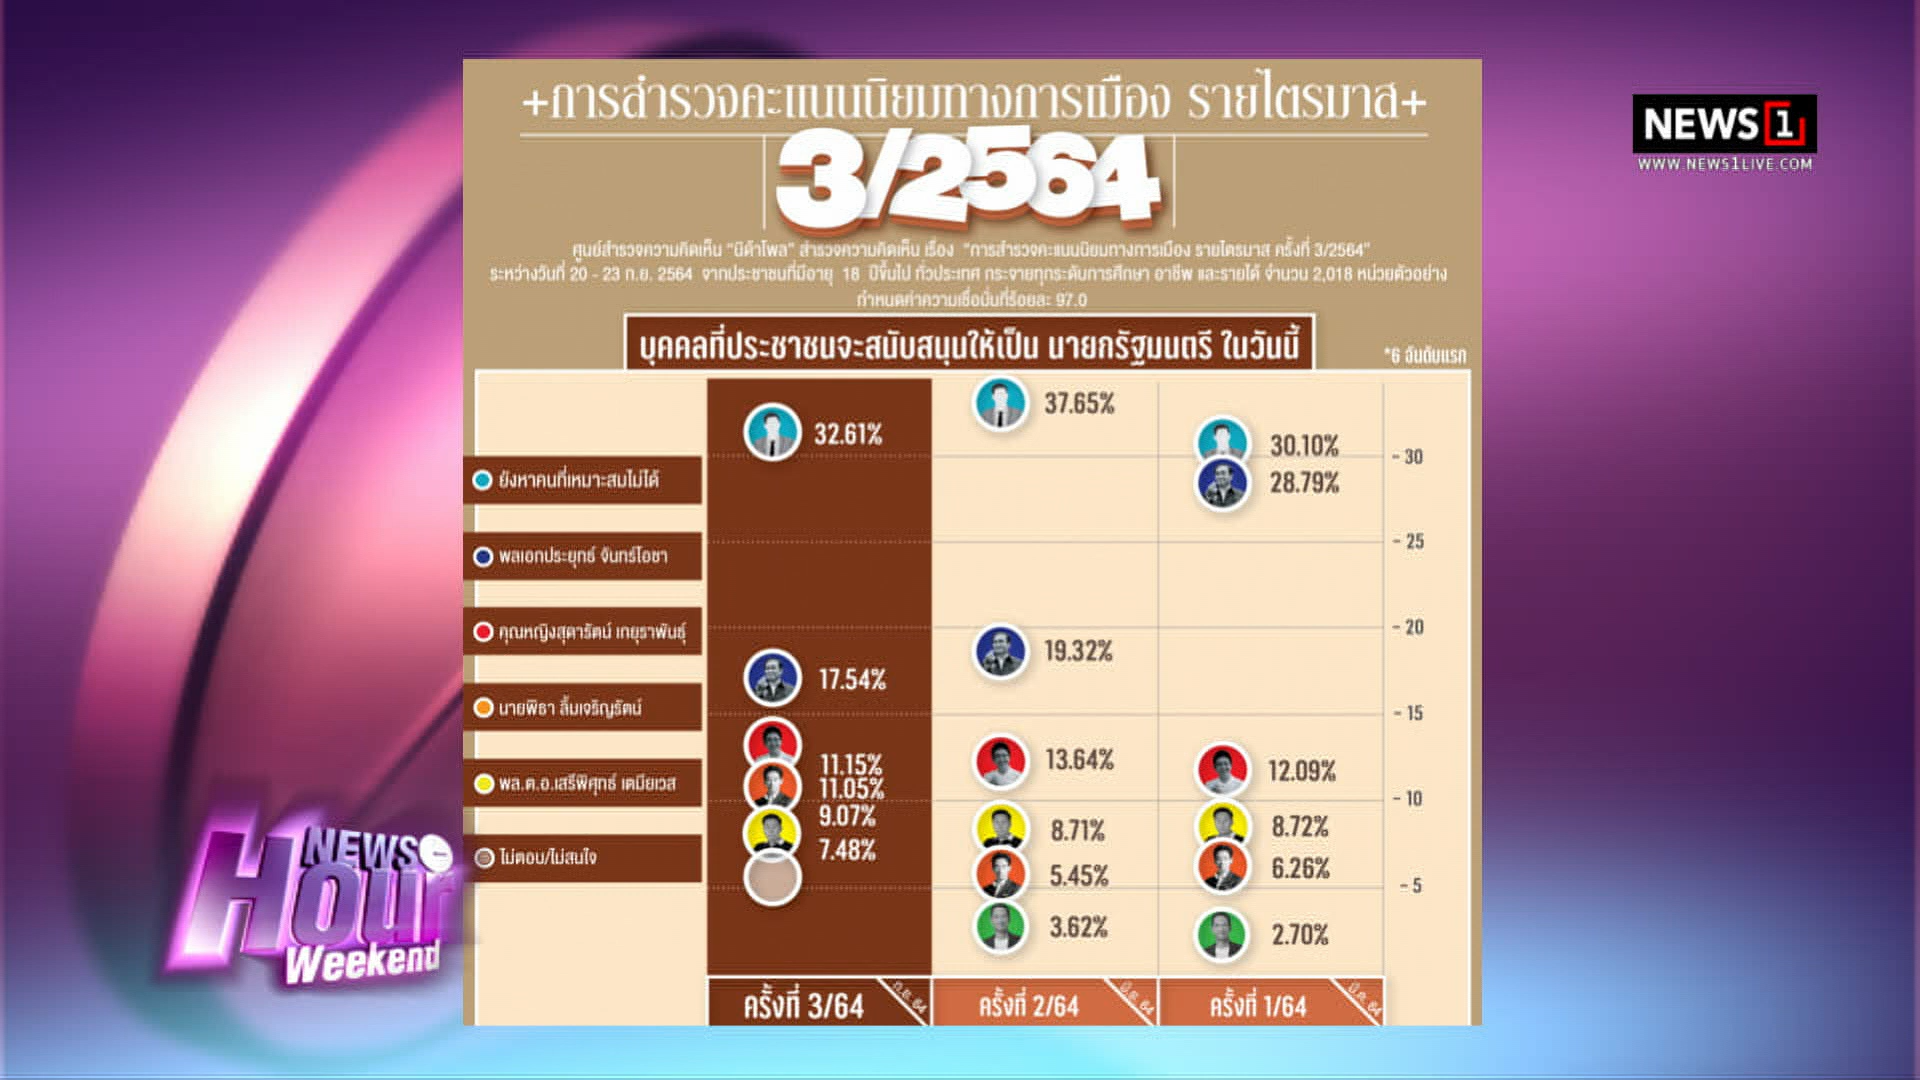 +การสำรวจคะแนนนิยมทางการเมือง รายไตรมาส+
3/2564
ศูนย์สำรวจความคิดเห็น "นิด้าโพล" สำรวจความคิดเห็น เรื่อง "การสำรวจคะแนนนิยมทางการเมือง รายไตรมาส ครั้งที่ 3/2564"
ระหว่างวันที่ 20 - 23 ก.ย. 2564 จากประชาชนที่มีอายุ 18 ปีขึ้นไป ทั่วประเทศ กระจายทุกระดับการศึกษา อาชีพ และรายได้ จำนวน 2,018 หน่วยตัวอย่าง
กำหนดค่าความเชื่อมั่นที่ร้อยละ 97.0
บุคคลที่ประชาชนจะสนับสนุนให้เป็น นายกรัฐมนตรี ในวันนี้
*6 อันดับแรก
NEWS 1
WWW.NEWS1LIVE.COM
ยังหาคนที่เหมาะสมไม่ได้
พลเอกประยุทธ์ จันทร์โอชา
คุณหญิงสุดารัตน์ เกยุราพันธุ์
นายพิธา ลิ้มเจริญรัตน์
พล.ต.อ.เสรีพิศุทธ์ เตมียเวส
ไม่ตอบ/ไม่สนใจ
32.61%
17.54%
11.15%
11.05%
9.07%
7.48%
37.65%
19.32%
13.64%
8.71%
5.45%
3.62%
30.10%
28.79%
12.09%
8.72%
6.26%
2.70%
- 30
- 25
- 20
- 15
- 10
- 5
ครั้งที่ 3/64
ก.ย. 64
ครั้งที่ 2/64
มิ.ย. 64
ครั้งที่ 1/64
มี.ค. 64
NEWS
Hour
Weekend